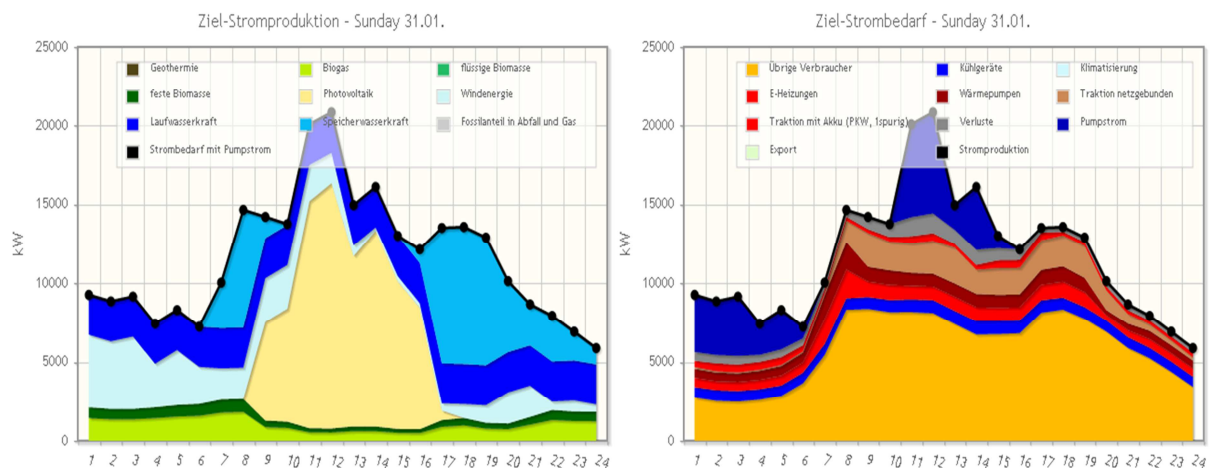 Ziel-Stromproduktion - Sunday 31.01.
25000
20000
15000
10000
5000
0
kW
Geothermie Biogas flüssige Biomasse
feste Biomasse Photovoltaik Windenergie
Laufwasserkraft Speicherwasserkraft Fossilanteil in Abfall und Gas
Strombedarf mit Pumpstrom
1 2 3 4 5 6 7 8 9 10 11 12 13 14 15 16 17 18 19 20 21 22 23 24
Ziel-Strombedarf - Sunday 31.01.
25000
20000
15000
10000
5000
0
kW
Übrige Verbraucher Kühlgeräte Klimatisierung
E-Heizungen Wärmepumpen Traktion netzgebunden
Traktion mit Akku (PKW, 1spurig) Verluste Pumpstrom
Export Stromproduktion
1 2 3 4 5 6 7 8 9 10 11 12 13 14 15 16 17 18 19 20 21 22 23 24